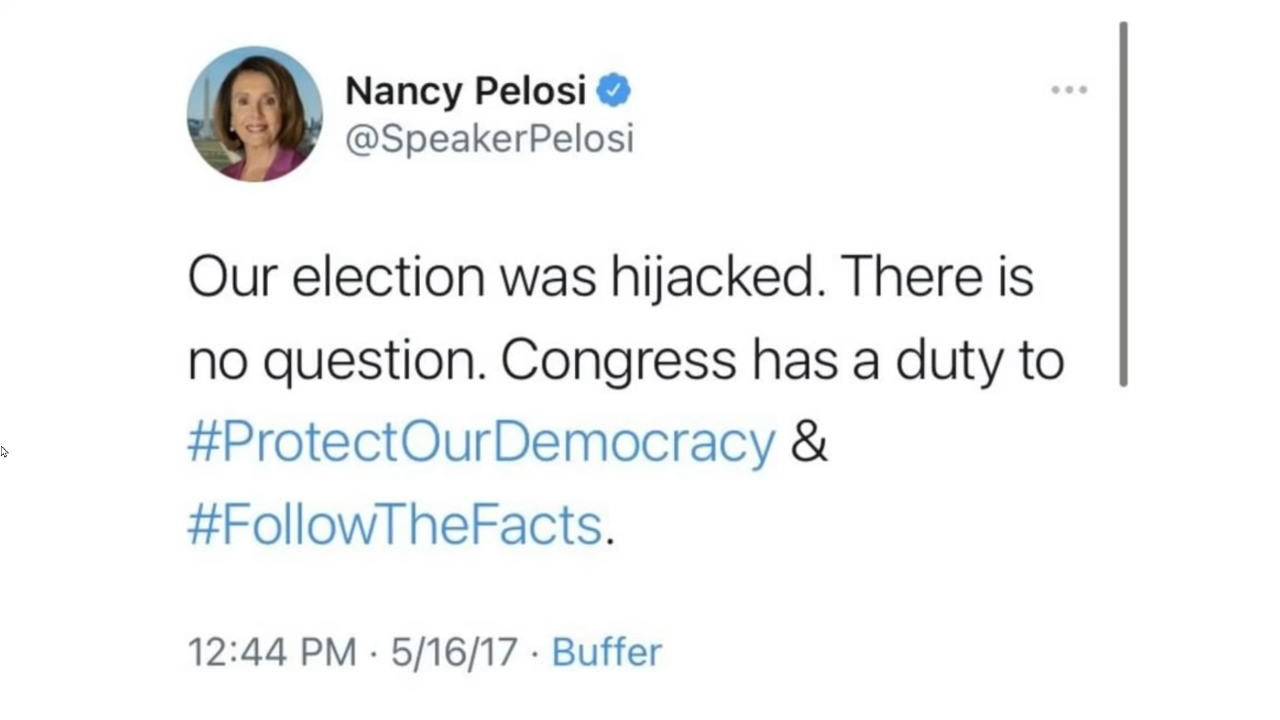 Nancy Pelosi
@SpeakerPelosi
Our election was hijacked. There is
no question. Congress has a duty to
#ProtectOurDemocracy &
#FollowTheFacts.
12:44 PM · 5/16/17 · Buffer